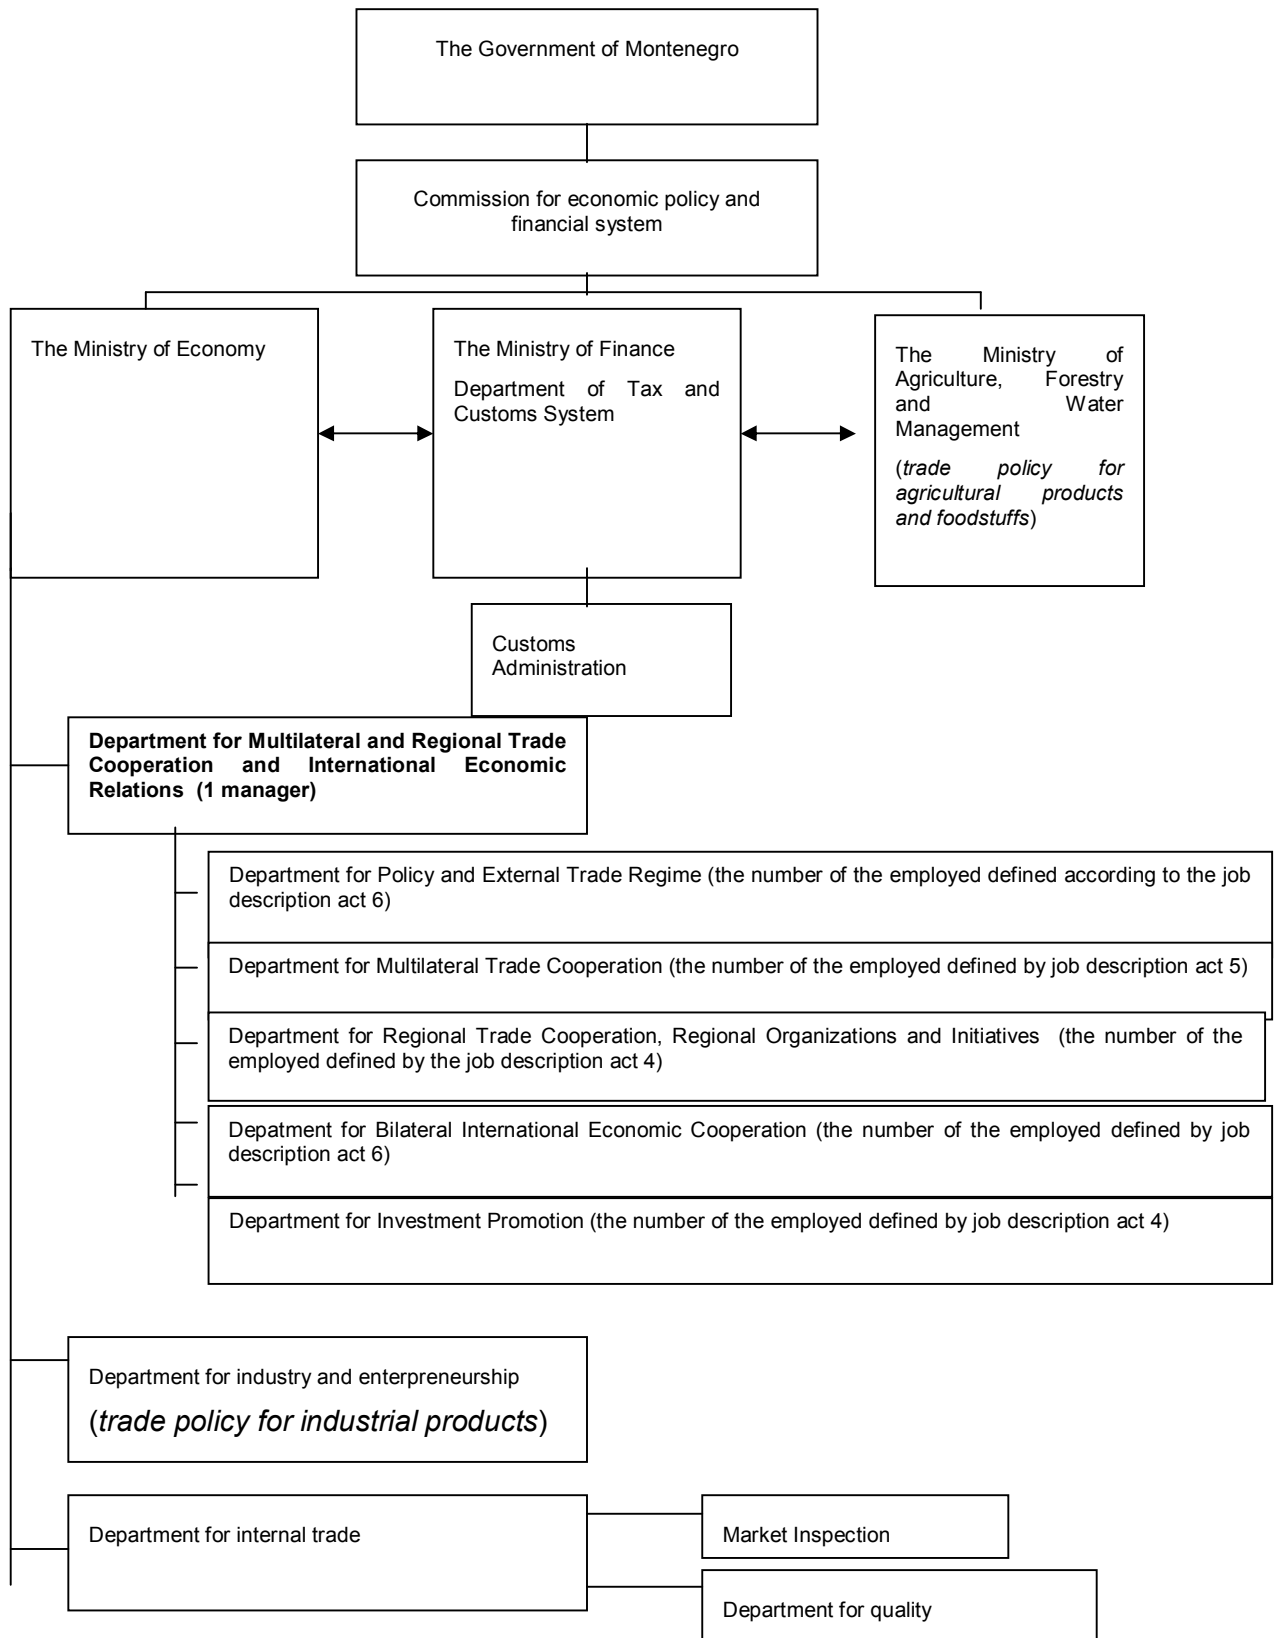 The Government of Montenegro
Commission for economic policy and
financial system
The Ministry of Economy
The Ministry of Finance
Department of Tax and
Customs System
The Ministry of
Agriculture, Forestry
and Water
Management
(trade policy for
agricultural products
and foodstuffs)
Customs
Administration
Department for Multilateral and Regional Trade
Cooperation and International Economic
Relations (1 manager)
Department for Policy and External Trade Regime (the number of the employed defined according to the job
description act 6)
Department for Multilateral Trade Cooperation (the number of the employed defined by job description act 5)
Department for Regional Trade Cooperation, Regional Organizations and Initiatives (the number of the
employed defined by the job description act 4)
Depatment for Bilateral International Economic Cooperation (the number of the employed defined by job
description act 6)
Department for Investment Promotion (the number of the employed defined by job description act 4)
Department for industry and enterpreneurship
(trade policy for industrial products)
Department for internal trade
Market Inspection
Department for quality